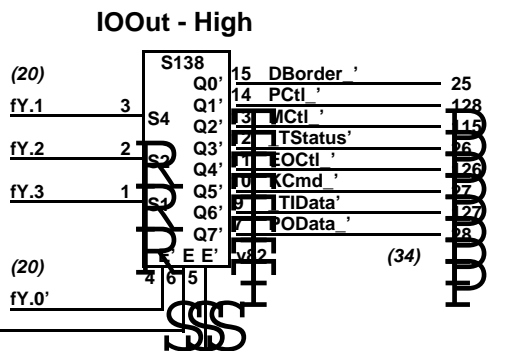 IOOut - High
S138
(20)
Q0' 15 DBorder_' 25
Q1' 14 PCtl_' 128
fY.1 3 S4
Q2' MCtl_' 115
Q3' TStatus' 26
fY.2 2 S2
Q4' EOCtl_' 126
Q5' KCmd_' 27
fY.3 1 S1
Q6' TIData' 127
Q7' POData_' 28
E' E E' y82 (34)
(20)
4 6 5
fY.0'